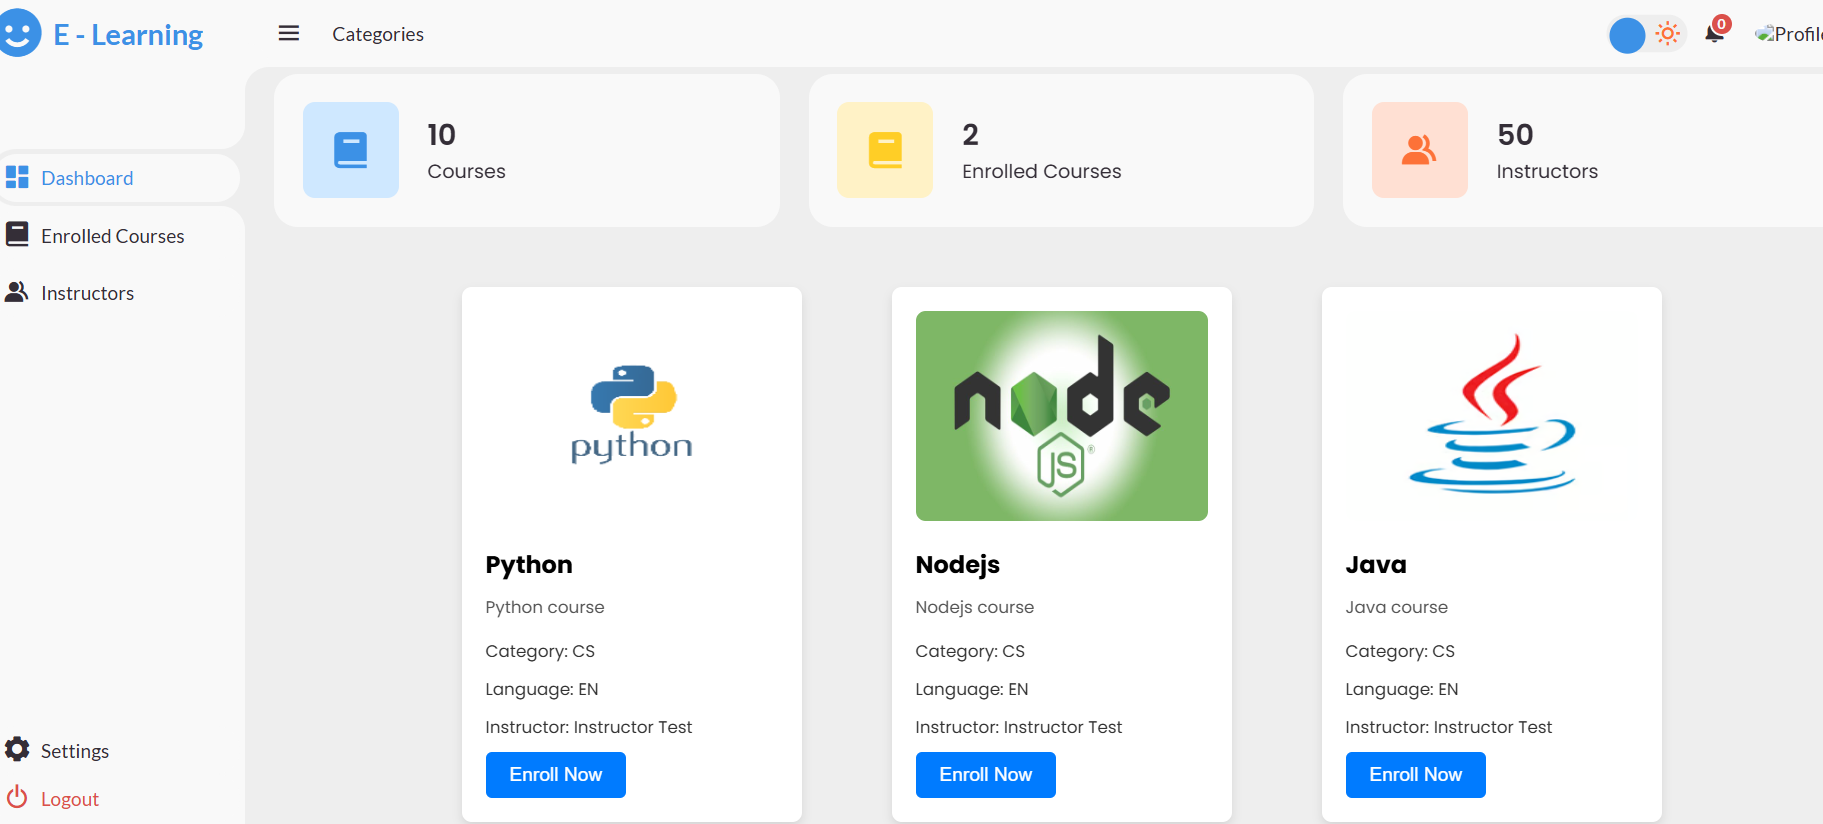 E - Learning
Categories
0
Profil
Dashboard
Enrolled Courses
Instructors
Settings
Logout
10
Courses
2
Enrolled Courses
50
Instructors
python
Python
Python course
Category: CS
Language: EN
Instructor: Instructor Test
Enroll Now
node
JS
®
Nodejs
Nodejs course
Category: CS
Language: EN
Instructor: Instructor Test
Enroll Now
Java
Java course
Category: CS
Language: EN
Instructor: Instructor Test
Enroll Now